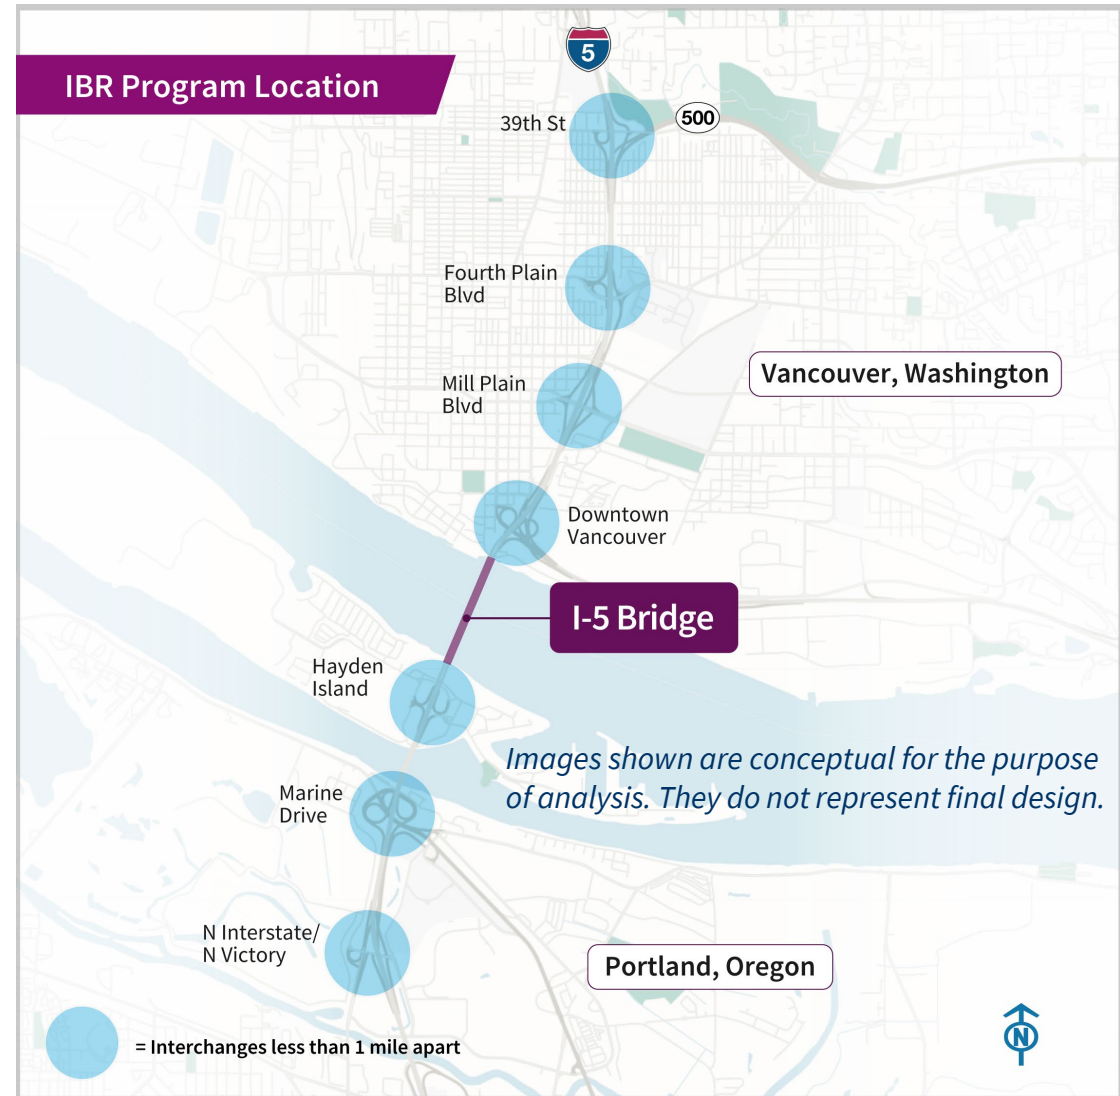 IBR Program Location
5
39th St
500
Fourth Plain
Blvd
Vancouver, Washington
Mill Plain
Blvd
Downtown
Vancouver
I-5 Bridge
Hayden
Island
Images shown are conceptual for the purpose
of analysis. They do not represent final design.
Marine
Drive
N Interstate/
N Victory
Portland, Oregon
N
= Interchanges less than 1 mile apart